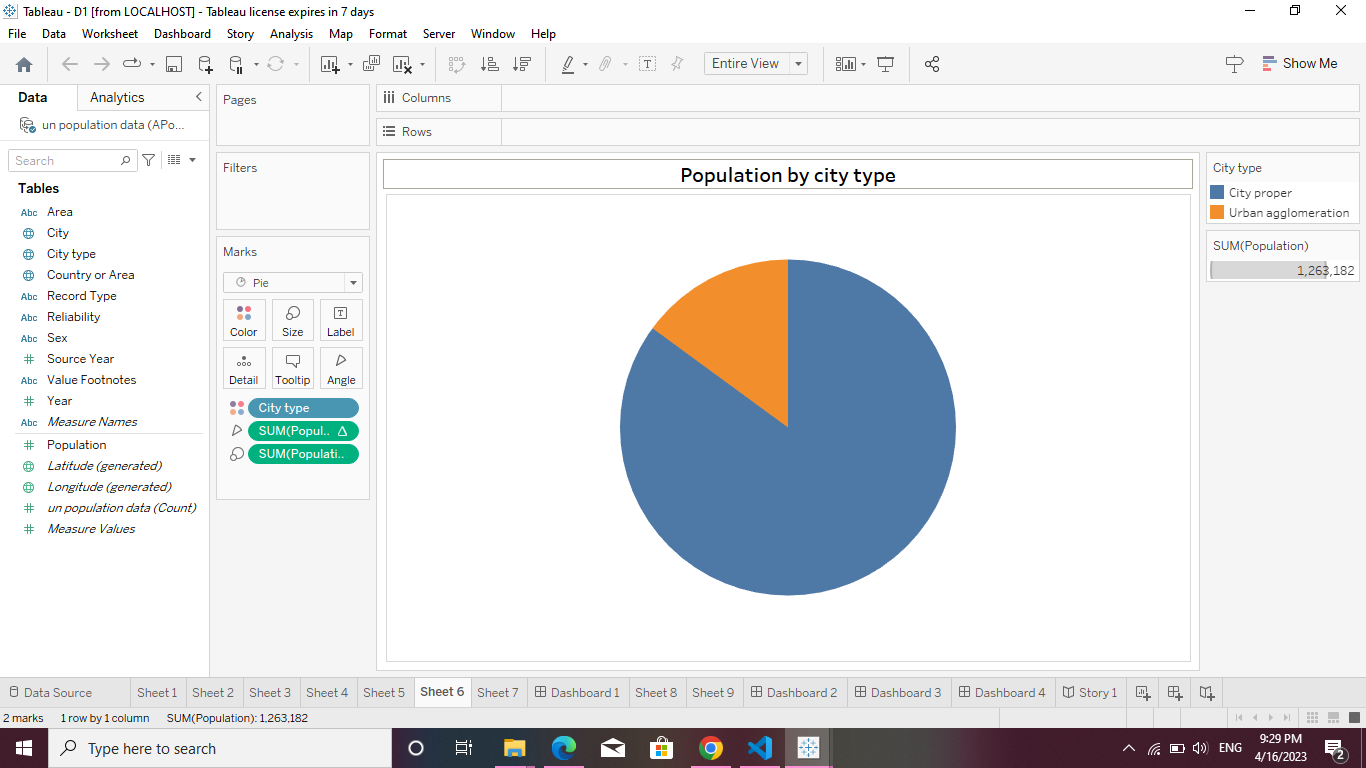 Tableau - D1 [from LOCALHOST] - Tableau license expires in 7 days
File Data Worksheet Dashboard Story Analysis Map Format Server Window Help
Entire View
Show Me
Data Analytics
un population data (APo...
Search
Tables
Abc Area
City
City type
Country or Area
Abc Record Type
Abc Reliability
Abc Sex
Source Year
Abc Value Footnotes
Year
Abc Measure Names
Population
Latitude (generated)
Longitude (generated)
un population data (Count)
Measure Values
Pages
Filters
Marks
Pie
Color Size Label
Detail Tooltip Angle
City type
SUM(Popul.. Δ
SUM(Populati..
Columns
Rows
Population by city type
City type
City proper
Urban agglomeration
SUM(Population)
1,263,182
Data Source Sheet 1 Sheet 2 Sheet 3 Sheet 4 Sheet 5 Sheet 6 Sheet 7 Dashboard 1 Sheet 8 Sheet 9 Dashboard 2 Dashboard 3 Dashboard 4 Story 1
2 marks 1 row by 1 column SUM(Population): 1,263,182
Type here to search
ENG
9:29 PM
4/16/2023
2